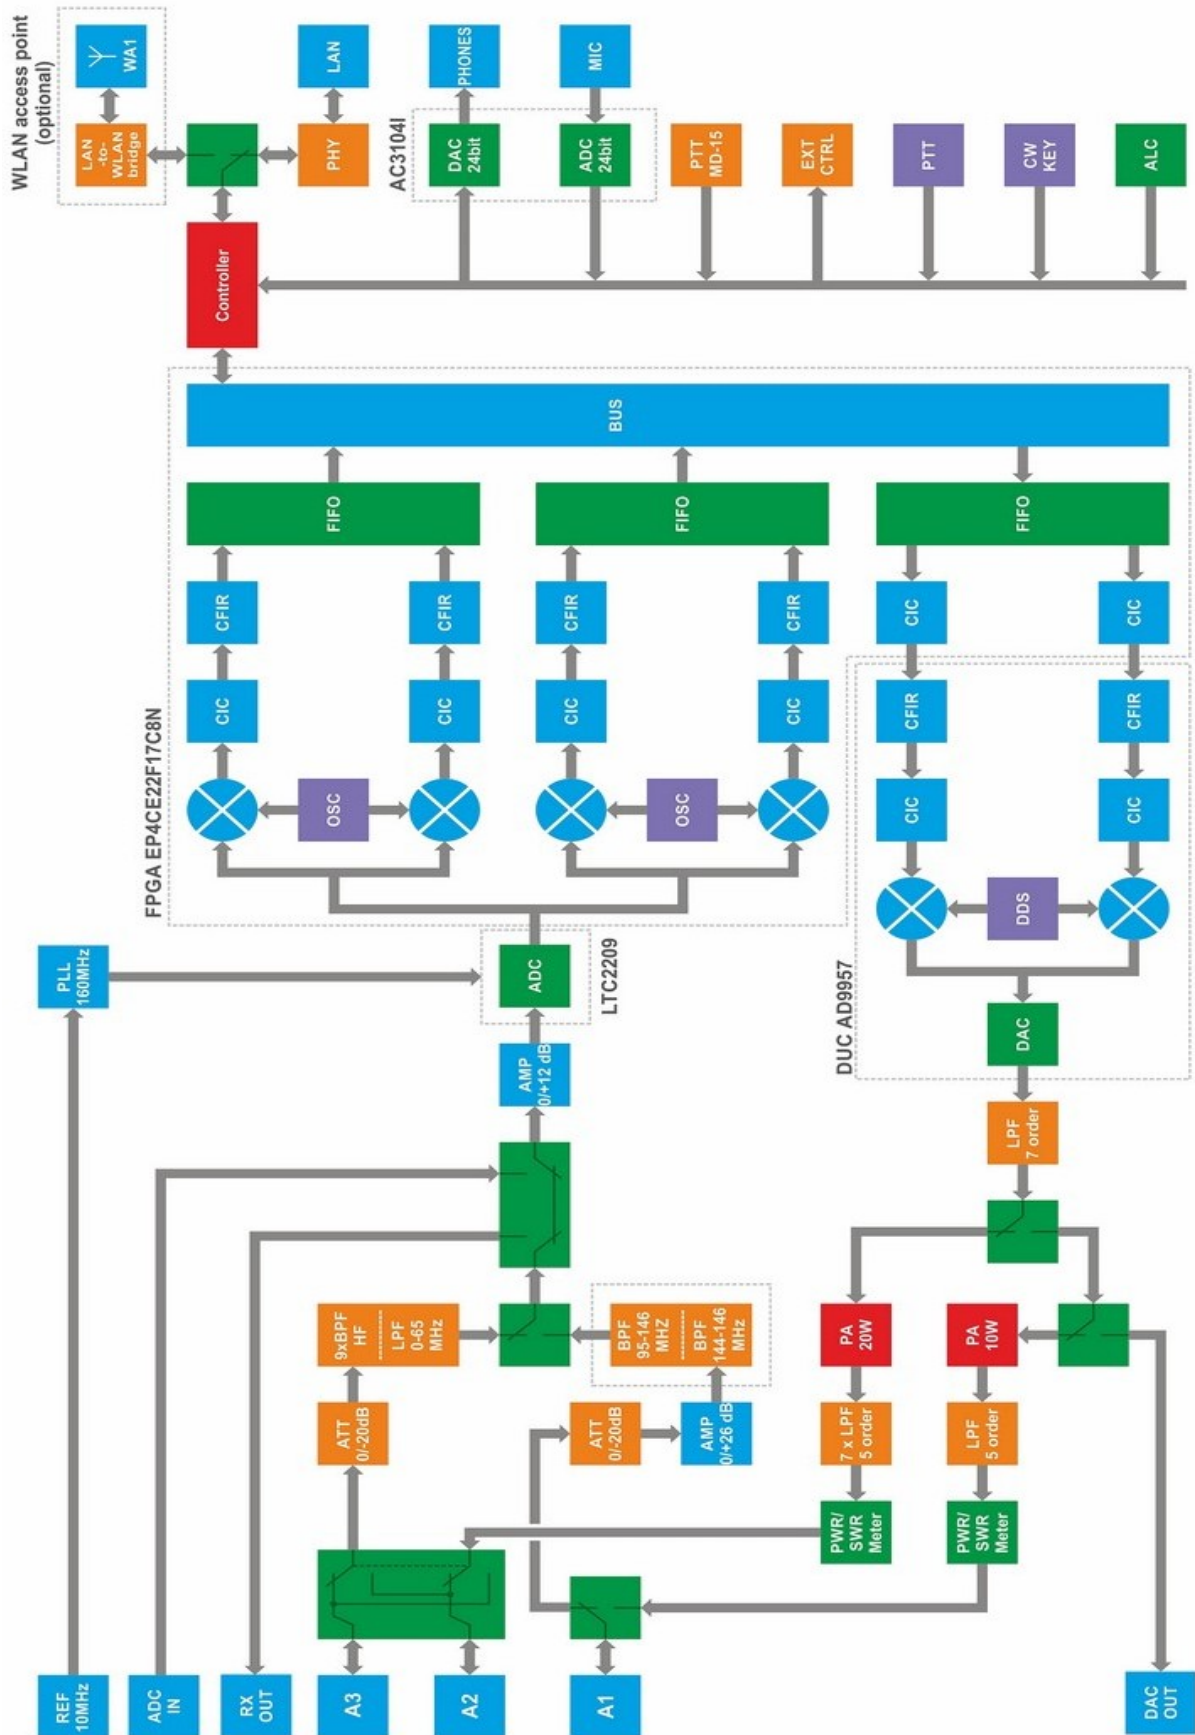 WLAN access point
(optional)
WA1
LAN
-to-
WLAN
bridge
LAN
PHY
PHONES
MIC
AC3104I
DAC
24bit
ADC
24bit
PTT
MD-15
EXT
CTRL
PTT
CW
KEY
ALC
Controller
FPGA EP4CE22F17C8N
BUS
FIFO
FIFO
FIFO
CFIR
CFIR
CFIR
CFIR
CIC
CIC
CIC
CIC
CIC
CIC
OSC
OSC
CFIR
CFIR
CIC
CIC
DDS
DAC
DUC AD9957
PLL
160MHz
ADC
LTC2209
AMP
0/+12 dB
LPF
7 order
9xBPF
HF
LPF
0-65
MHz
BPF
95-146
MHZ
BPF
144-146
MHz
PA
20W
PA
10W
ATT
0/-20dB
ATT
0/-20dB
AMP
0/+26 dB
7 x LPF
5 order
LPF
5 order
PWR/
SWR
Meter
PWR/
SWR
Meter
REF
10MHz
ADC
IN
RX
OUT
A3
A2
A1
DAC
OUT